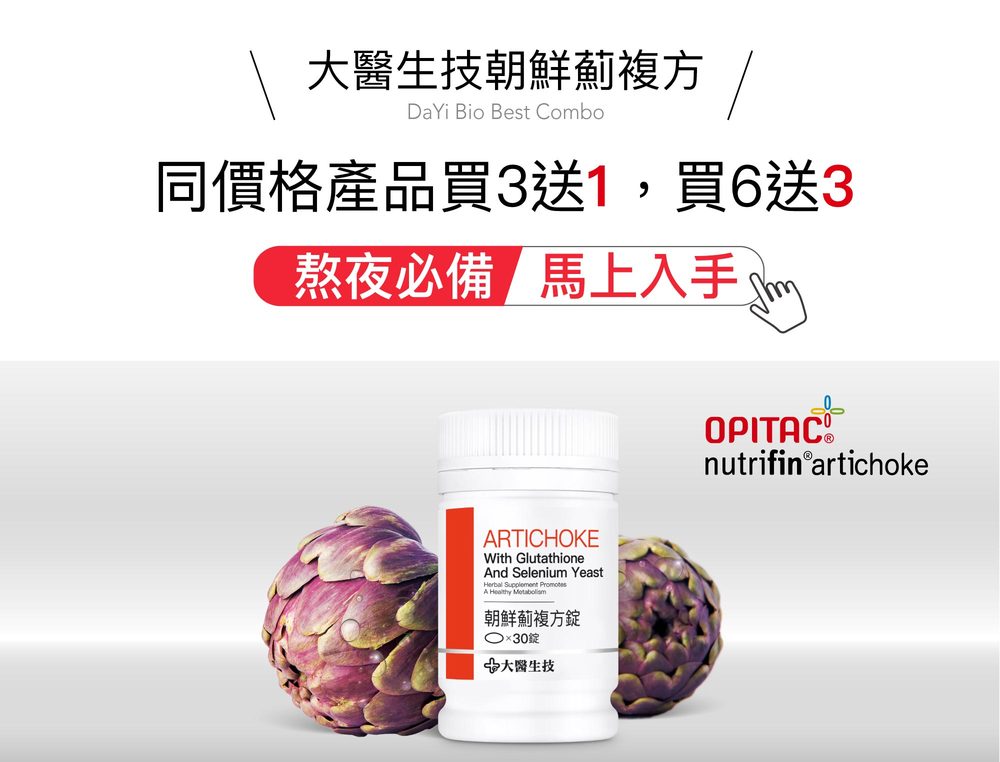 大醫生技朝鮮薊複方
DaYi Bio Best Combo
同價格產品買3送1，買6送3
熬夜必備 馬上入手
OPITAC®
nutrifin®artichoke
ARTICHOKE
With Glutathione
And Selenium Yeast
Herbal Supplement Promotes
A Healthy Metabolism
朝鮮薊複方錠
×30錠
大醫生技